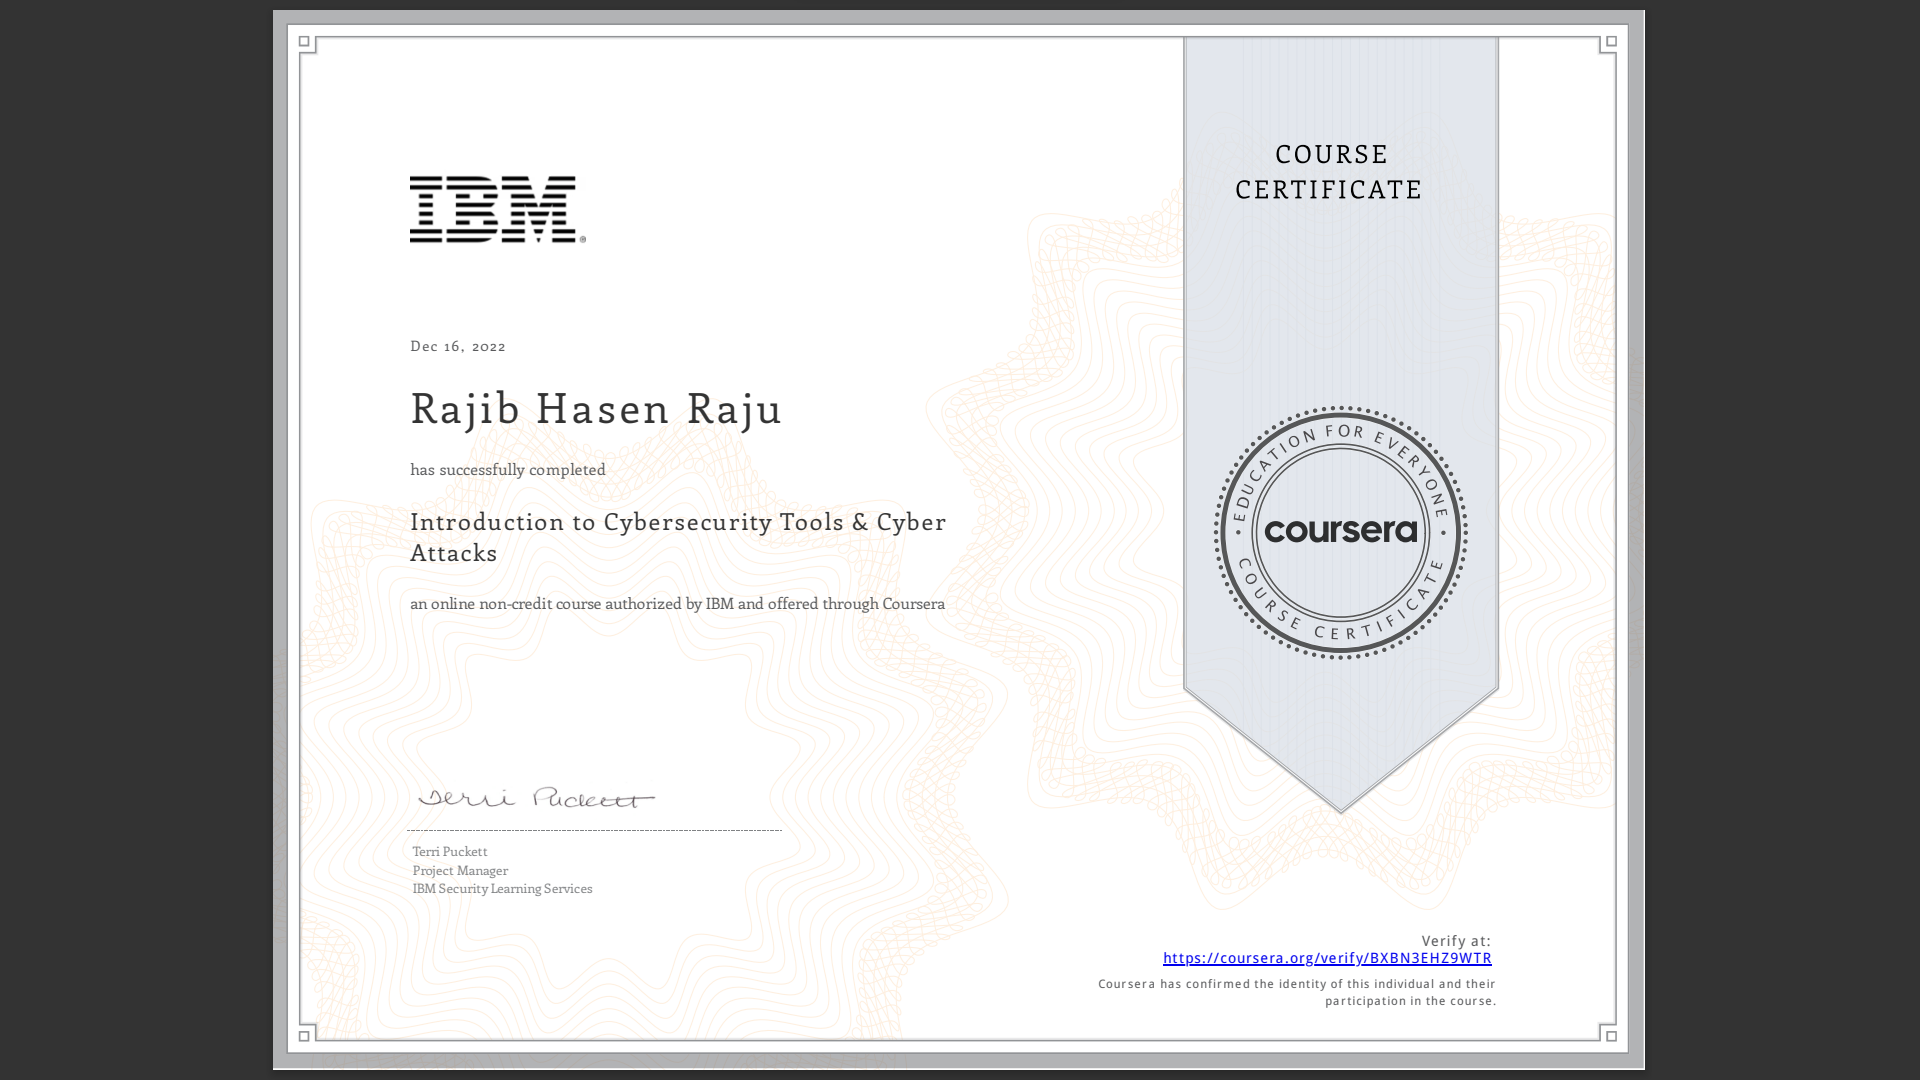 IBM®
COURSE
CERTIFICATE
Dec 16, 2022
Rajib Hasen Raju
has successfully completed
Introduction to Cybersecurity Tools & Cyber
Attacks
an online non-credit course authorized by IBM and offered through Coursera
EDUCATION FOR EVERYONE
coursera
COURSE CERTIFICATE
Terri Puckett
Terri Puckett
Project Manager
IBM Security Learning Services
Verify at:
https://coursera.org/verify/BXBN3EHZ9WTR
Coursera has confirmed the identity of this individual and their
participation in the course.